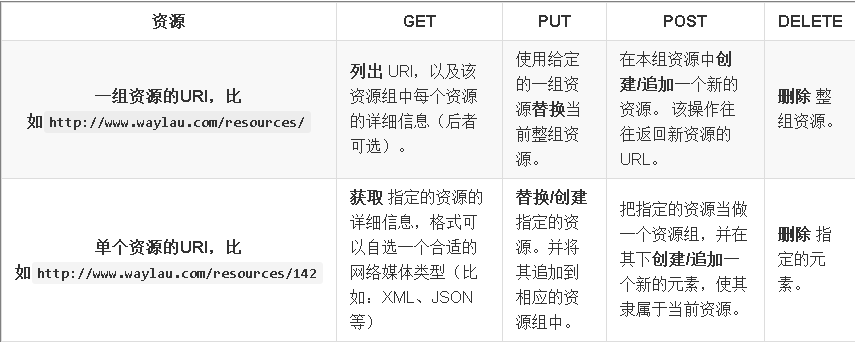 资源 GET PUT POST DELETE
一组资源的URI，比
如 http://www.waylau.com/resources/
列出 URI，以及该
资源组中每个资源
的详细信息（后者
可选）。
使用给定
的一组资
源替换当
前整组资
源。
在本组资源中创
建/追加一个新的
资源。 该操作往
往返回新资源的
URL。
删除 整
组资源。
单个资源的URI，比
如 http://www.waylau.com/resources/142
获取 指定的资源的
详细信息，格式可
以自选一个合适的
网络媒体类型（比
如：XML、JSON
等）
替换/创建
指定的资
源。并将
其追加到
相应的资
源组中。
把指定的资源当做
一个资源组，并在
其下创建/追加一
个新的元素，使其
隶属于当前资源。
删除 指
定的元
素。